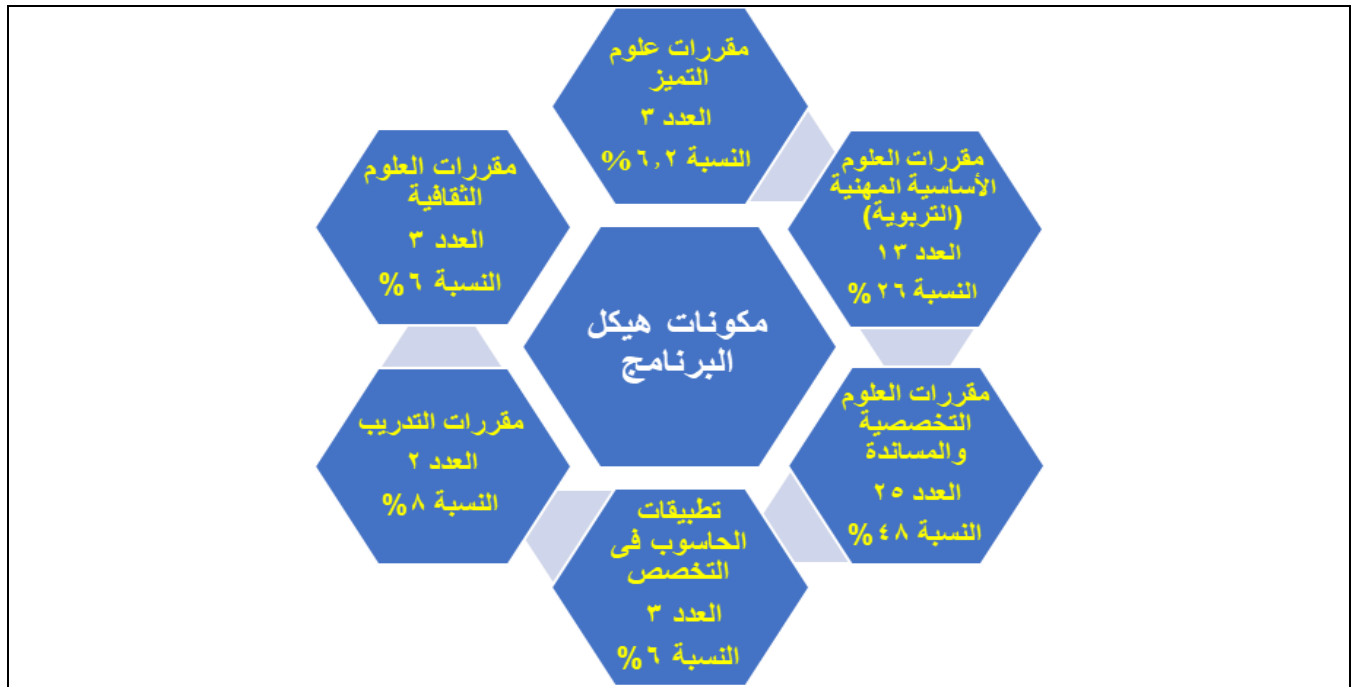 مقررات علوم
التميز
العدد ٣
النسبة ٦,٢%
مقررات العلوم
الأساسية المهنية
(التربوية)
العدد ١٣
النسبة ٢٦%
مقررات العلوم
التخصصية
والمساندة
العدد ٢٥
النسبة ٤٨%
تطبيقات
الحاسوب فى
التخصص
العدد ٣
النسبة ٦%
مقررات التدريب
العدد ٢
النسبة ٨%
مقررات العلوم
الثقافية
العدد ٣
النسبة ٦%
مكونات هيكل
البرنامج